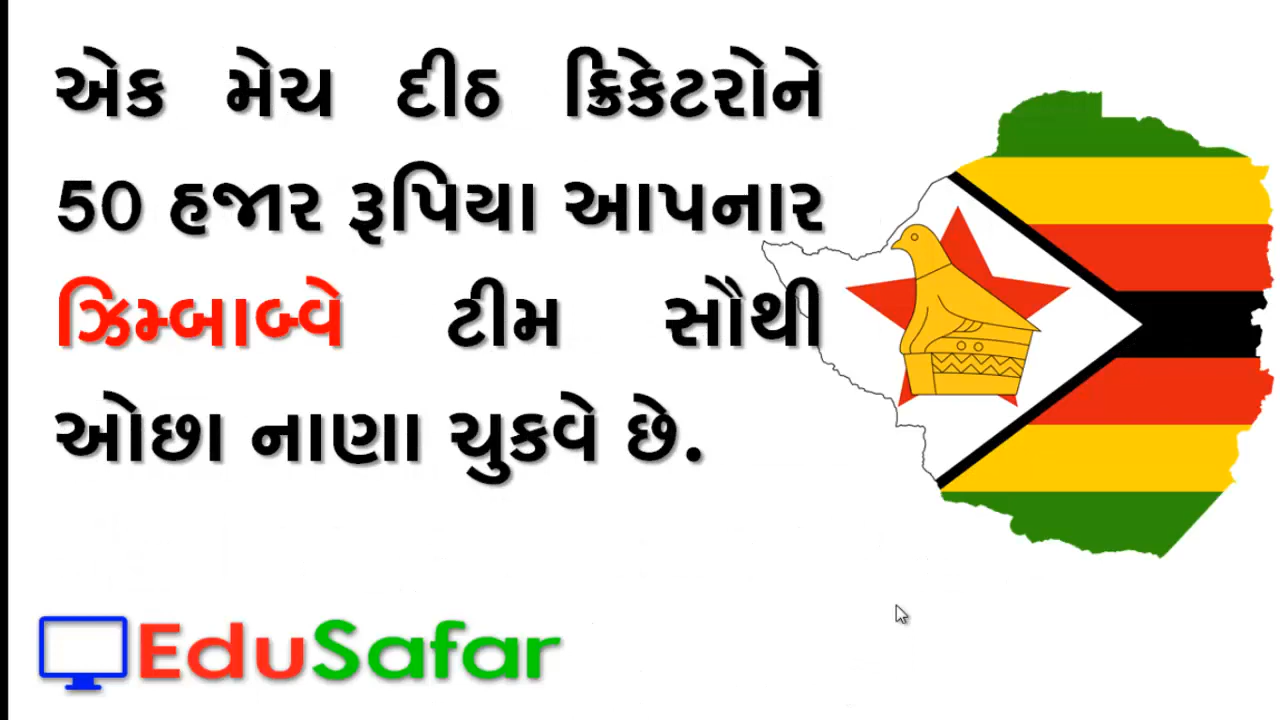 એક મેચ દીઠ ક્રિકેટરોને
50 હજાર રૂપિયા આપનાર
ઝિમ્બાબ્વે ટીમ સૌથી
ઓછા નાણા ચુકવે છે.
EduSafar